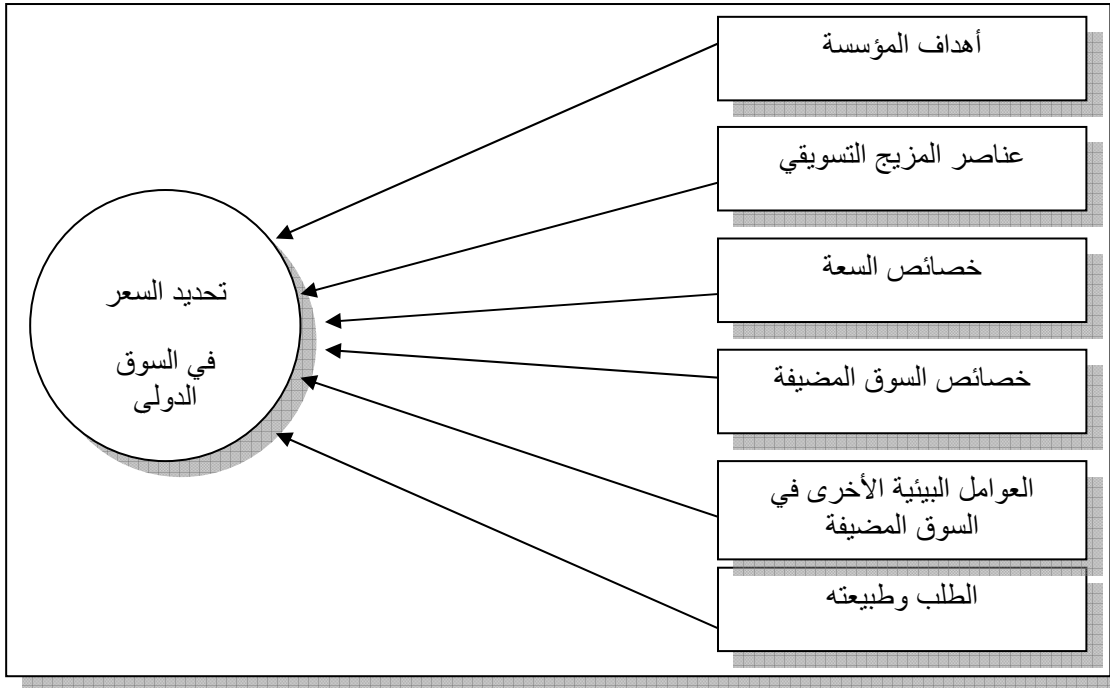 أهداف المؤسسة
عناصر المزيج التسويقي
خصائص السعة
خصائص السوق المضيفة
العوامل البيئية الأخرى في
السوق المضيفة
الطلب وطبيعته
تحديد السعر
في السوق
الدولى